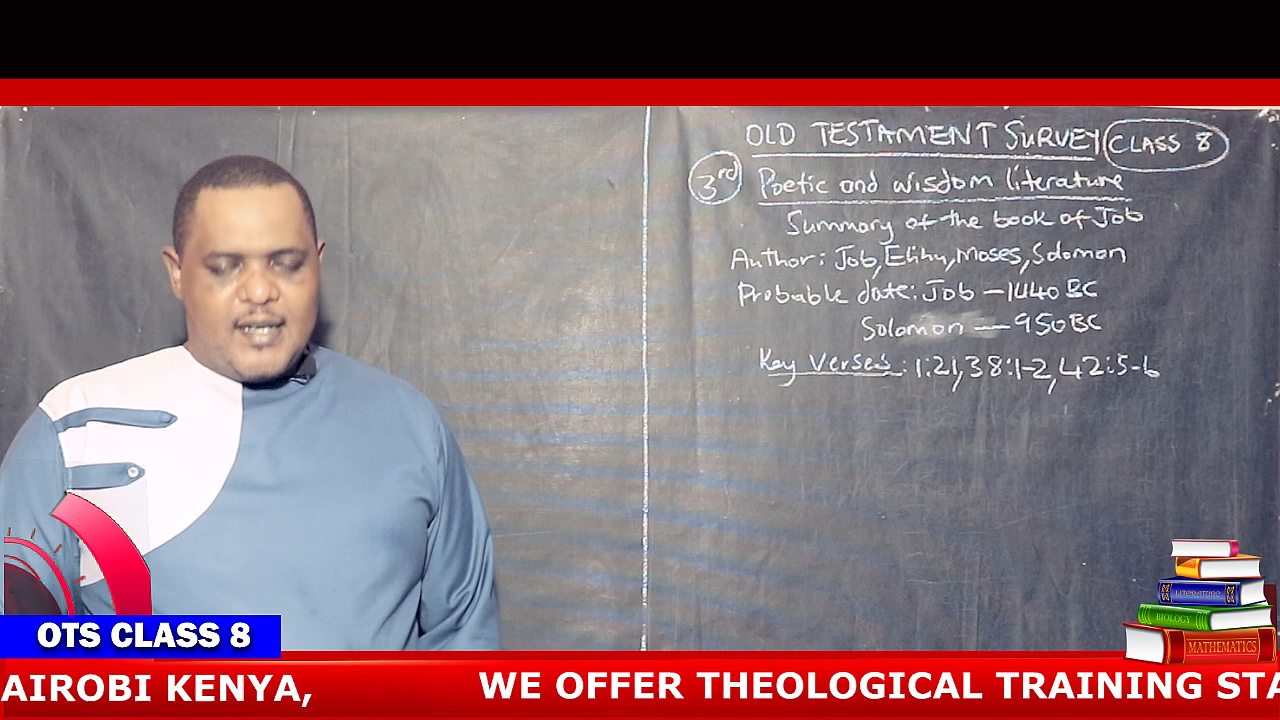 OLD TESTAMENT SURVEY CLASS 8
3rd Poetic and wisdom literature
Summary of the book of Job
Author: Job, Elihu, Moses, Solomon
Probable date: Job – 1440 BC
Solomon — 950 BC
Key Verses: 1:21, 38:1-2, 42:5-6
LITERATURE
BIOLOGY
MATHEMATICS
OTS CLASS 8
AIROBI KENYA, WE OFFER THEOLOGICAL TRAINING STA